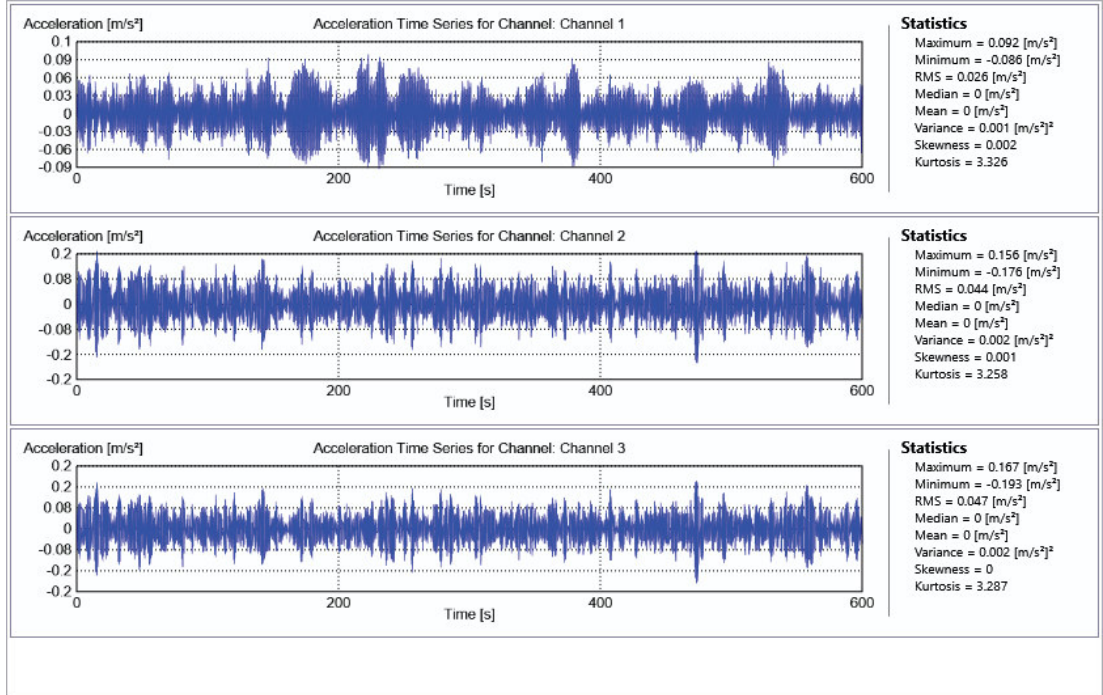 Acceleration [m/s²] Acceleration Time Series for Channel: Channel 1
0.1
0.09
0.06
0.03
0
-0.03
-0.06
-0.09
0 200 400 600
Time [s]
Statistics
Maximum = 0.092 [m/s²]
Minimum = -0.086 [m/s²]
RMS = 0.026 [m/s²]
Median = 0 [m/s²]
Mean = 0 [m/s²]
Variance = 0.001 [m/s²]²
Skewness = 0.002
Kurtosis = 3.326
Acceleration [m/s²] Acceleration Time Series for Channel: Channel 2
0.2
0.08
0
-0.08
-0.2
-0.2
0 200 400 600
Time [s]
Statistics
Maximum = 0.156 [m/s²]
Minimum = -0.176 [m/s²]
RMS = 0.044 [m/s²]
Median = 0 [m/s²]
Mean = 0 [m/s²]
Variance = 0.002 [m/s²]²
Skewness = 0.001
Kurtosis = 3.258
Acceleration [m/s²] Acceleration Time Series for Channel: Channel 3
0.2
0.2
0.08
0
-0.08
-0.2
-0.2
0 200 400 600
Time [s]
Statistics
Maximum = 0.167 [m/s²]
Minimum = -0.193 [m/s²]
RMS = 0.047 [m/s²]
Median = 0 [m/s²]
Mean = 0 [m/s²]
Variance = 0.002 [m/s²]²
Skewness = 0
Kurtosis = 3.287